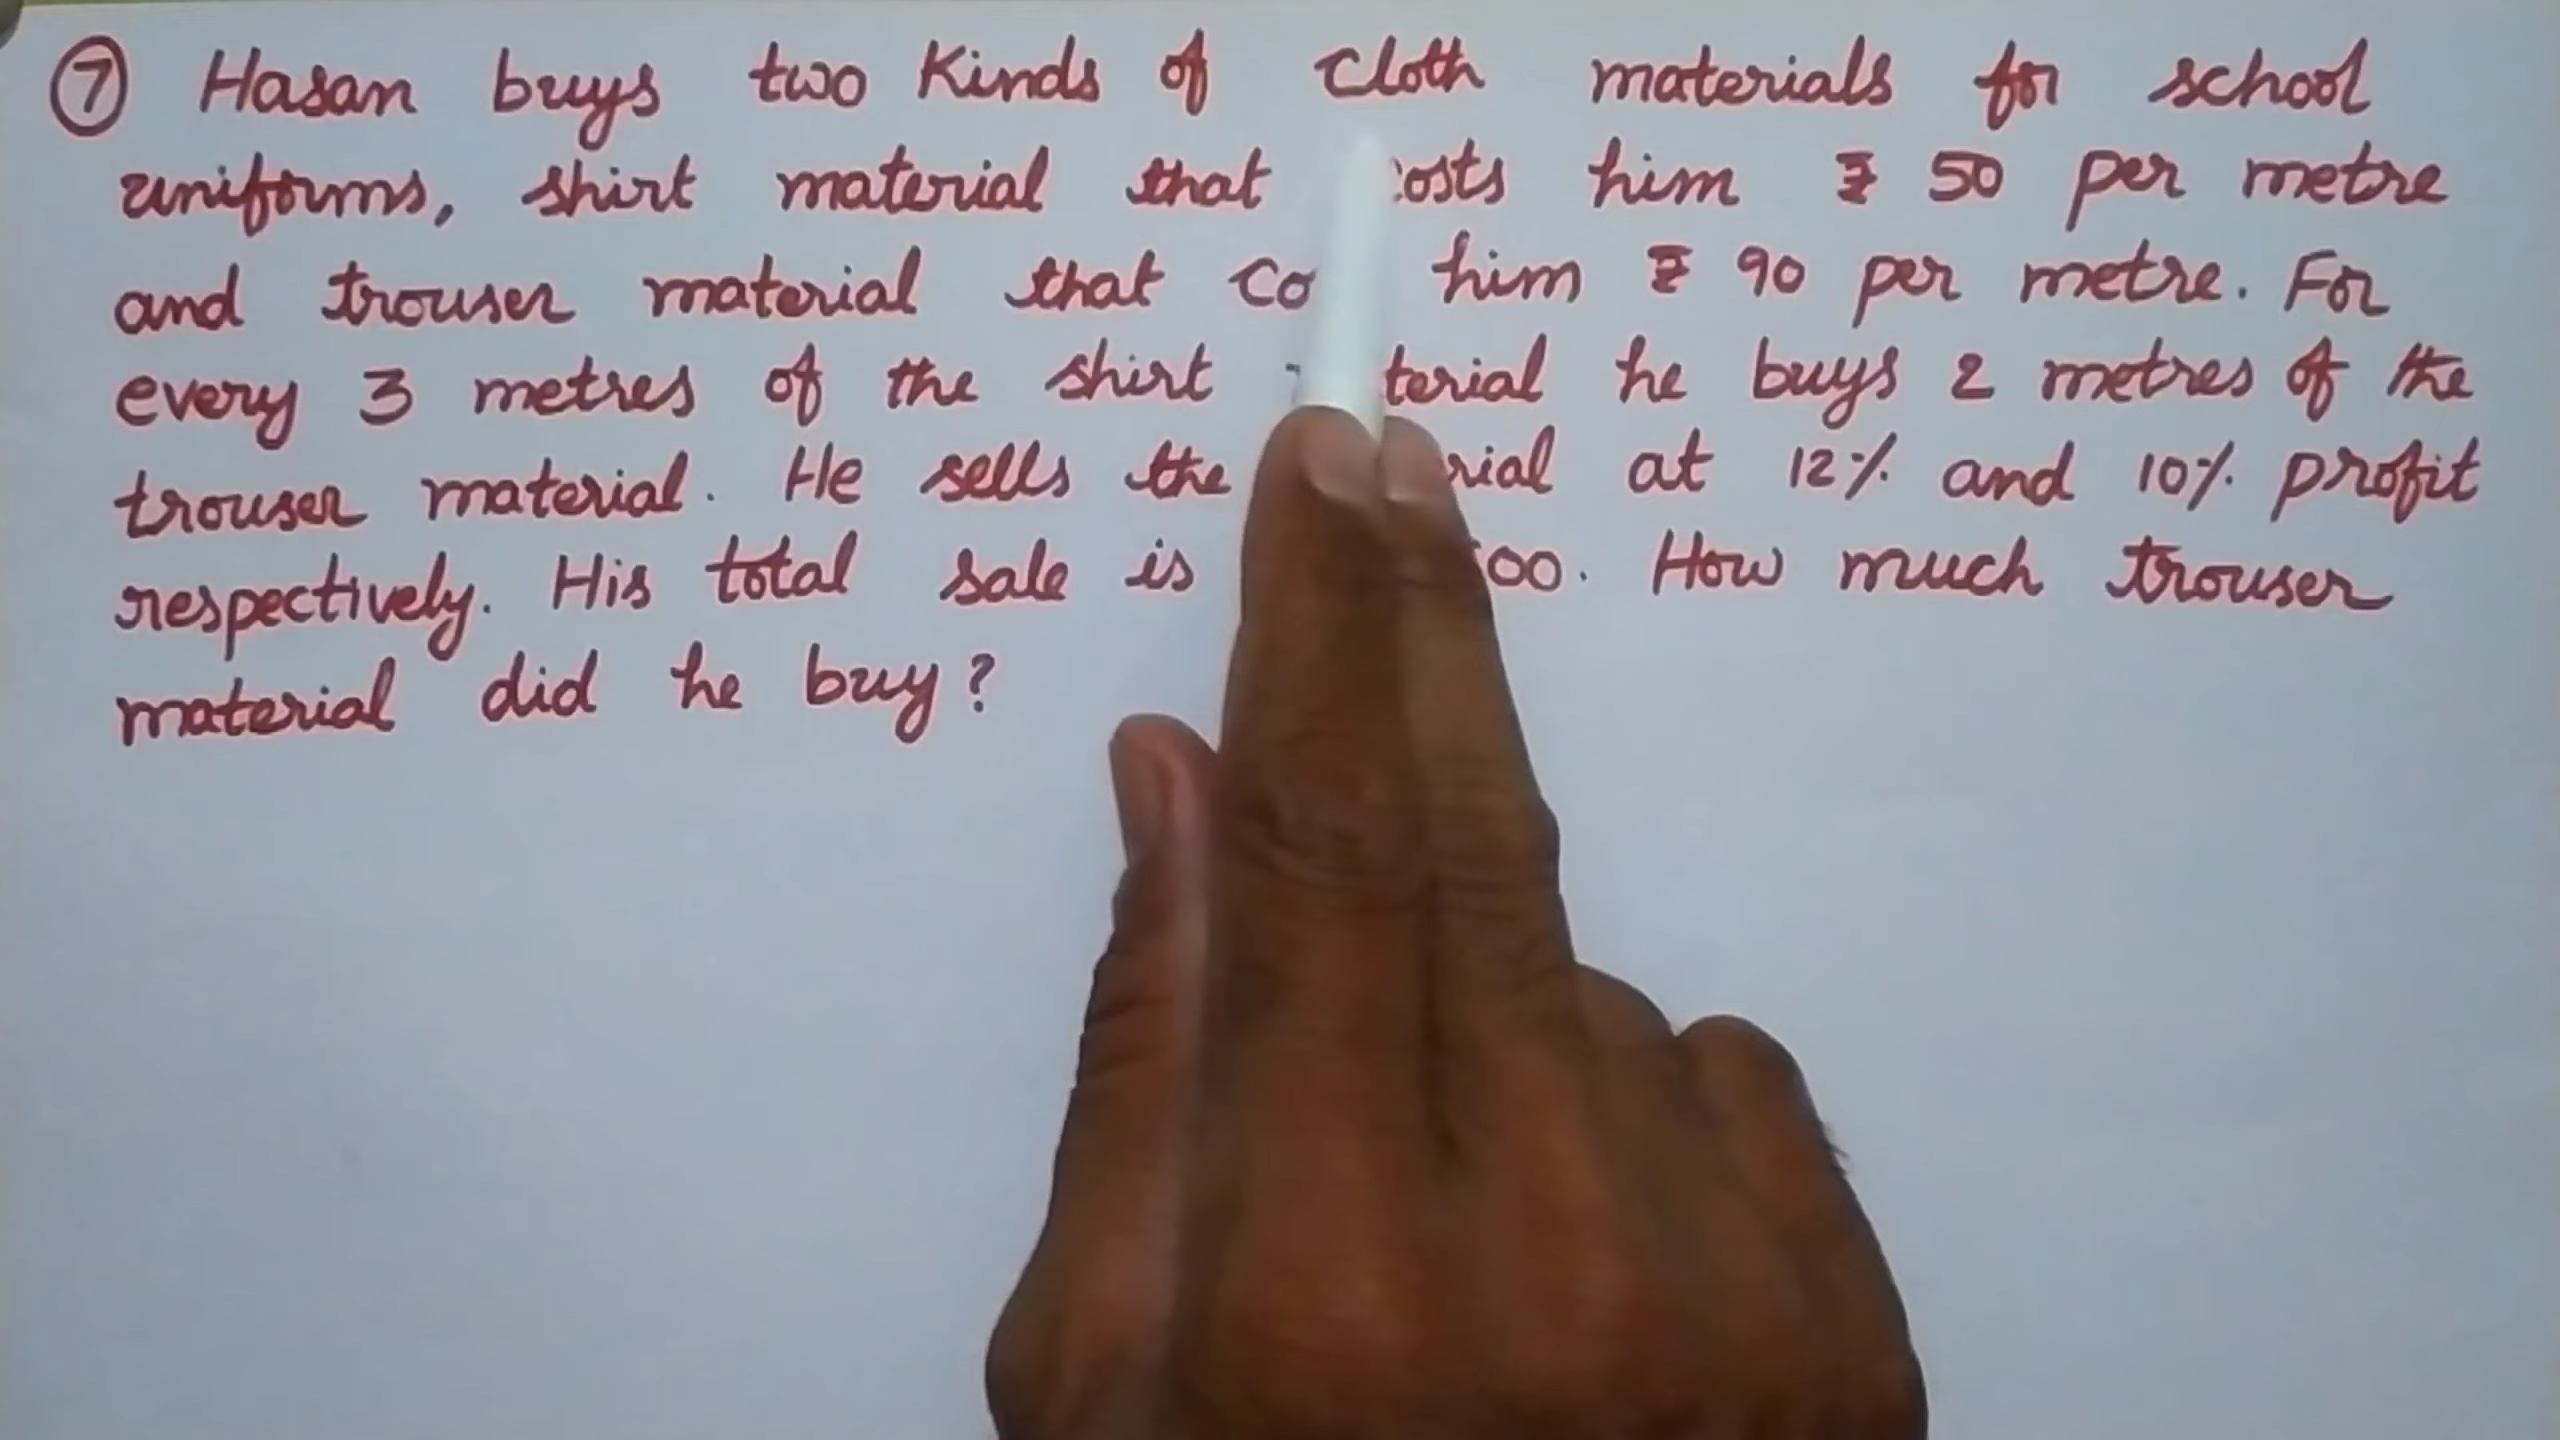 7 Hasan buys two Kinds of Cloth materials for school
uniforms, shirt material that costs him ₹ 50 per metre
and trouser material that co him ₹ 90 per metre. For
every 3 metres of the shirt terial he buys 2 metres of the
trouser material. He sells the rial at 12% and 10% profit
respectively. His total sale is 00. How much trouser
material did he buy?